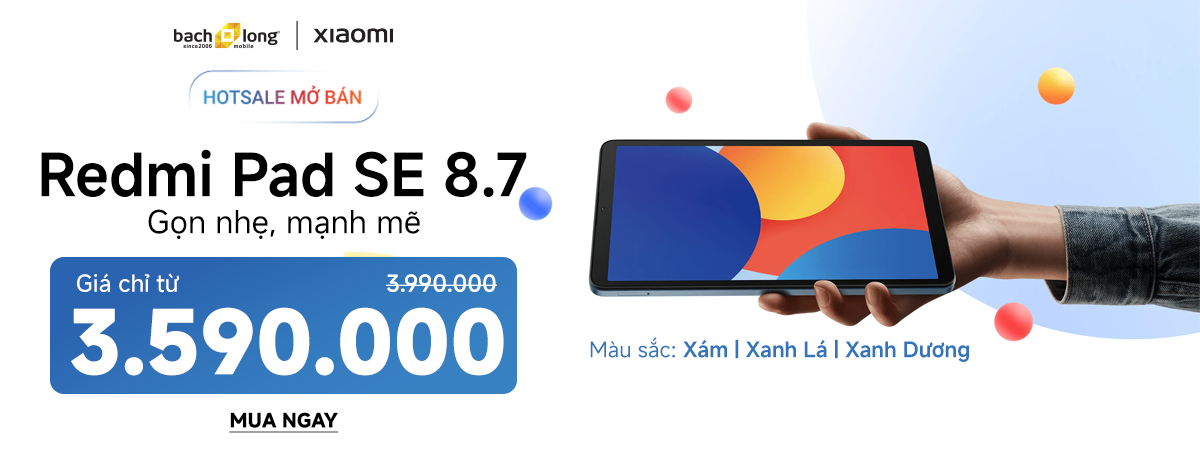 bach long
since2006 mobile
xiaomi
HOTSALE MỞ BÁN
Redmi Pad SE 8.7
Gọn nhẹ, mạnh mẽ
Giá chỉ từ 3.990.000
3.590.000
MUA NGAY
Màu sắc: Xám | Xanh Lá | Xanh Dương